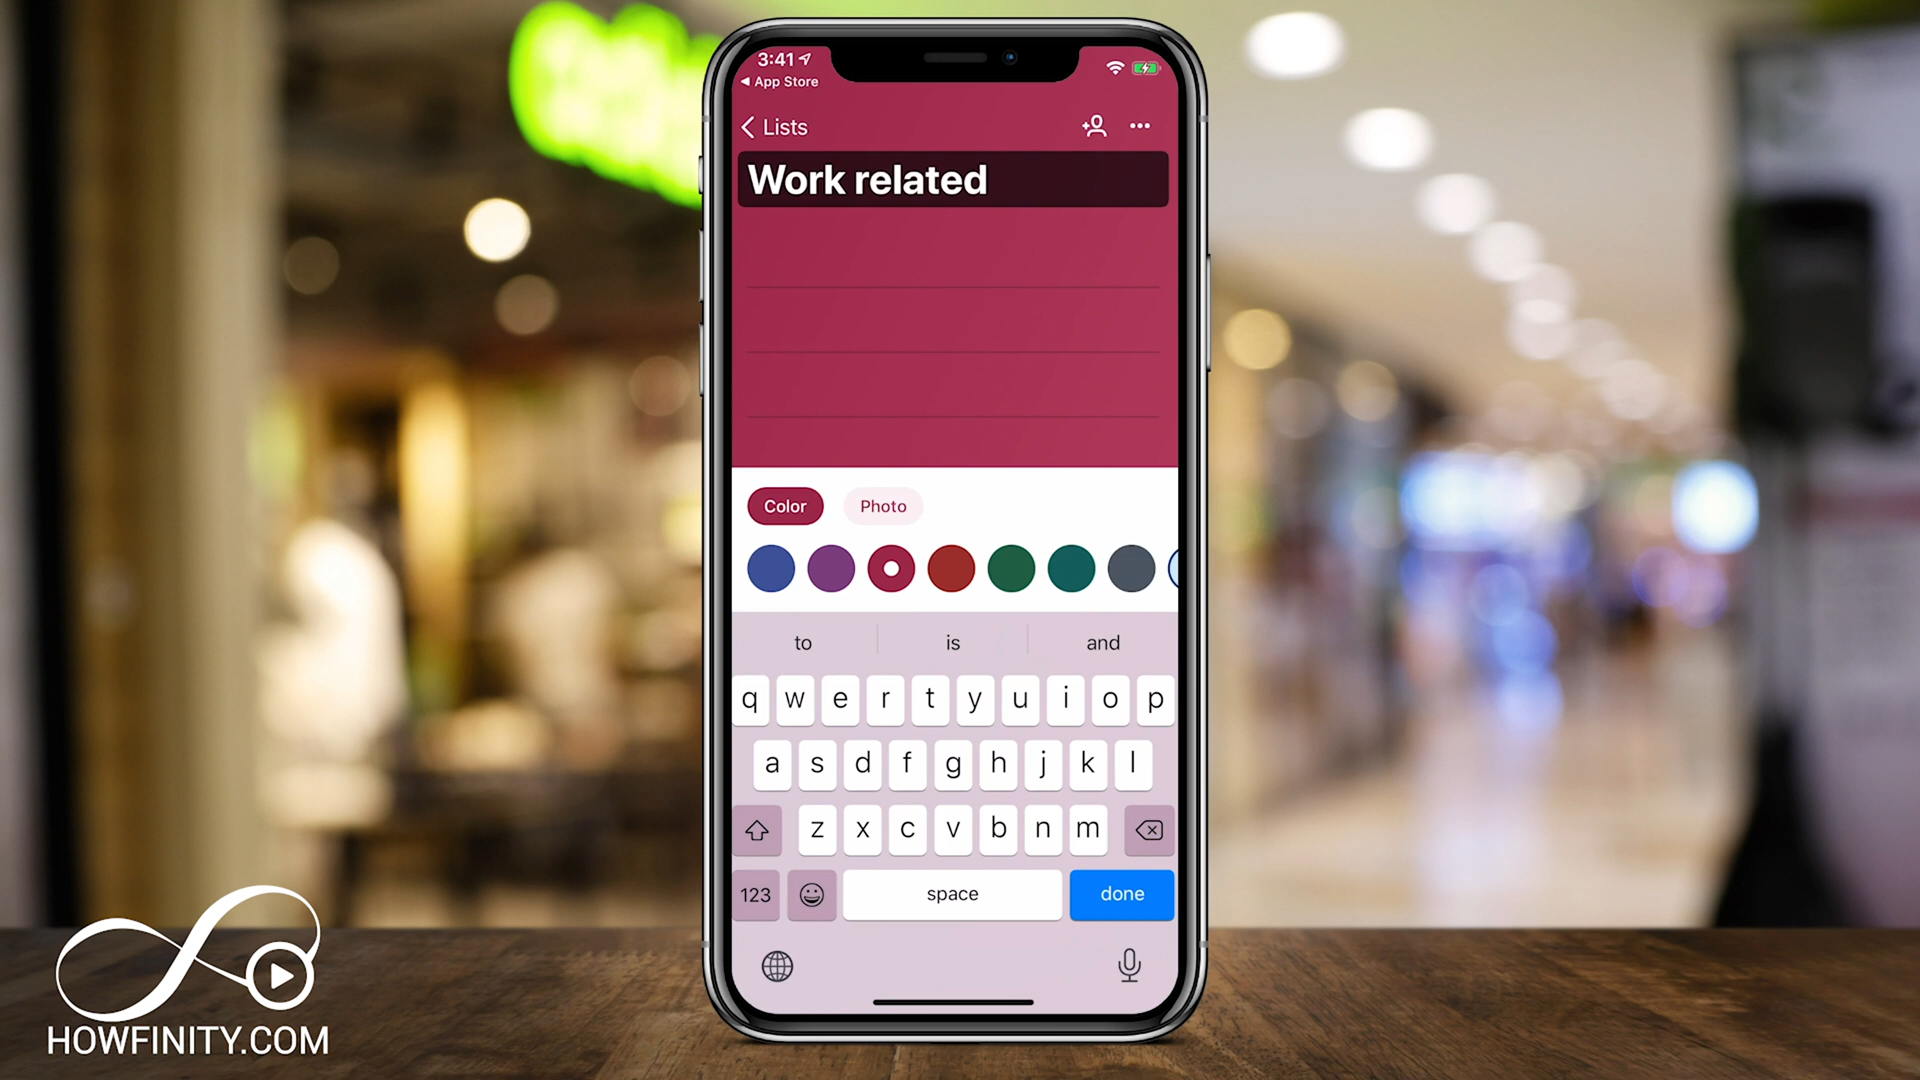 3:41
App Store
Lists
Work related
Color Photo
to is and
q w e r t y u i o p
a s d f g h j k l
z x c v b n m
123 space done
HOWFINITY.COM